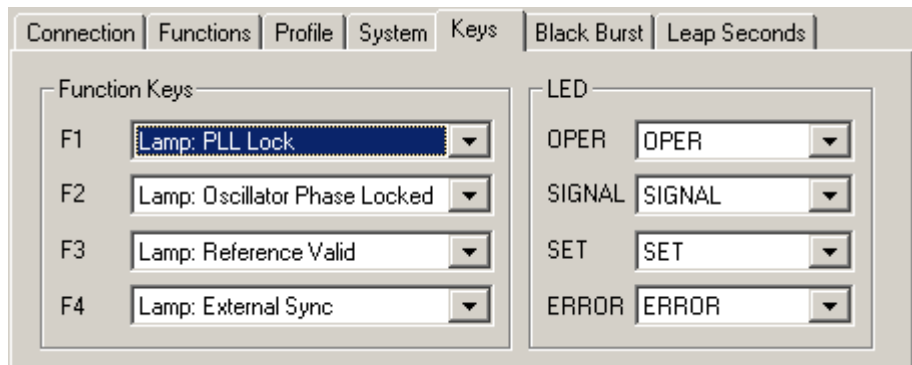 Connection Functions Profile System Keys Black Burst Leap Seconds
Function Keys
F1 Lamp: PLL Lock
F2 Lamp: Oscillator Phase Locked
F3 Lamp: Reference Valid
F4 Lamp: External Sync
LED
OPER OPER
SIGNAL SIGNAL
SET SET
ERROR ERROR